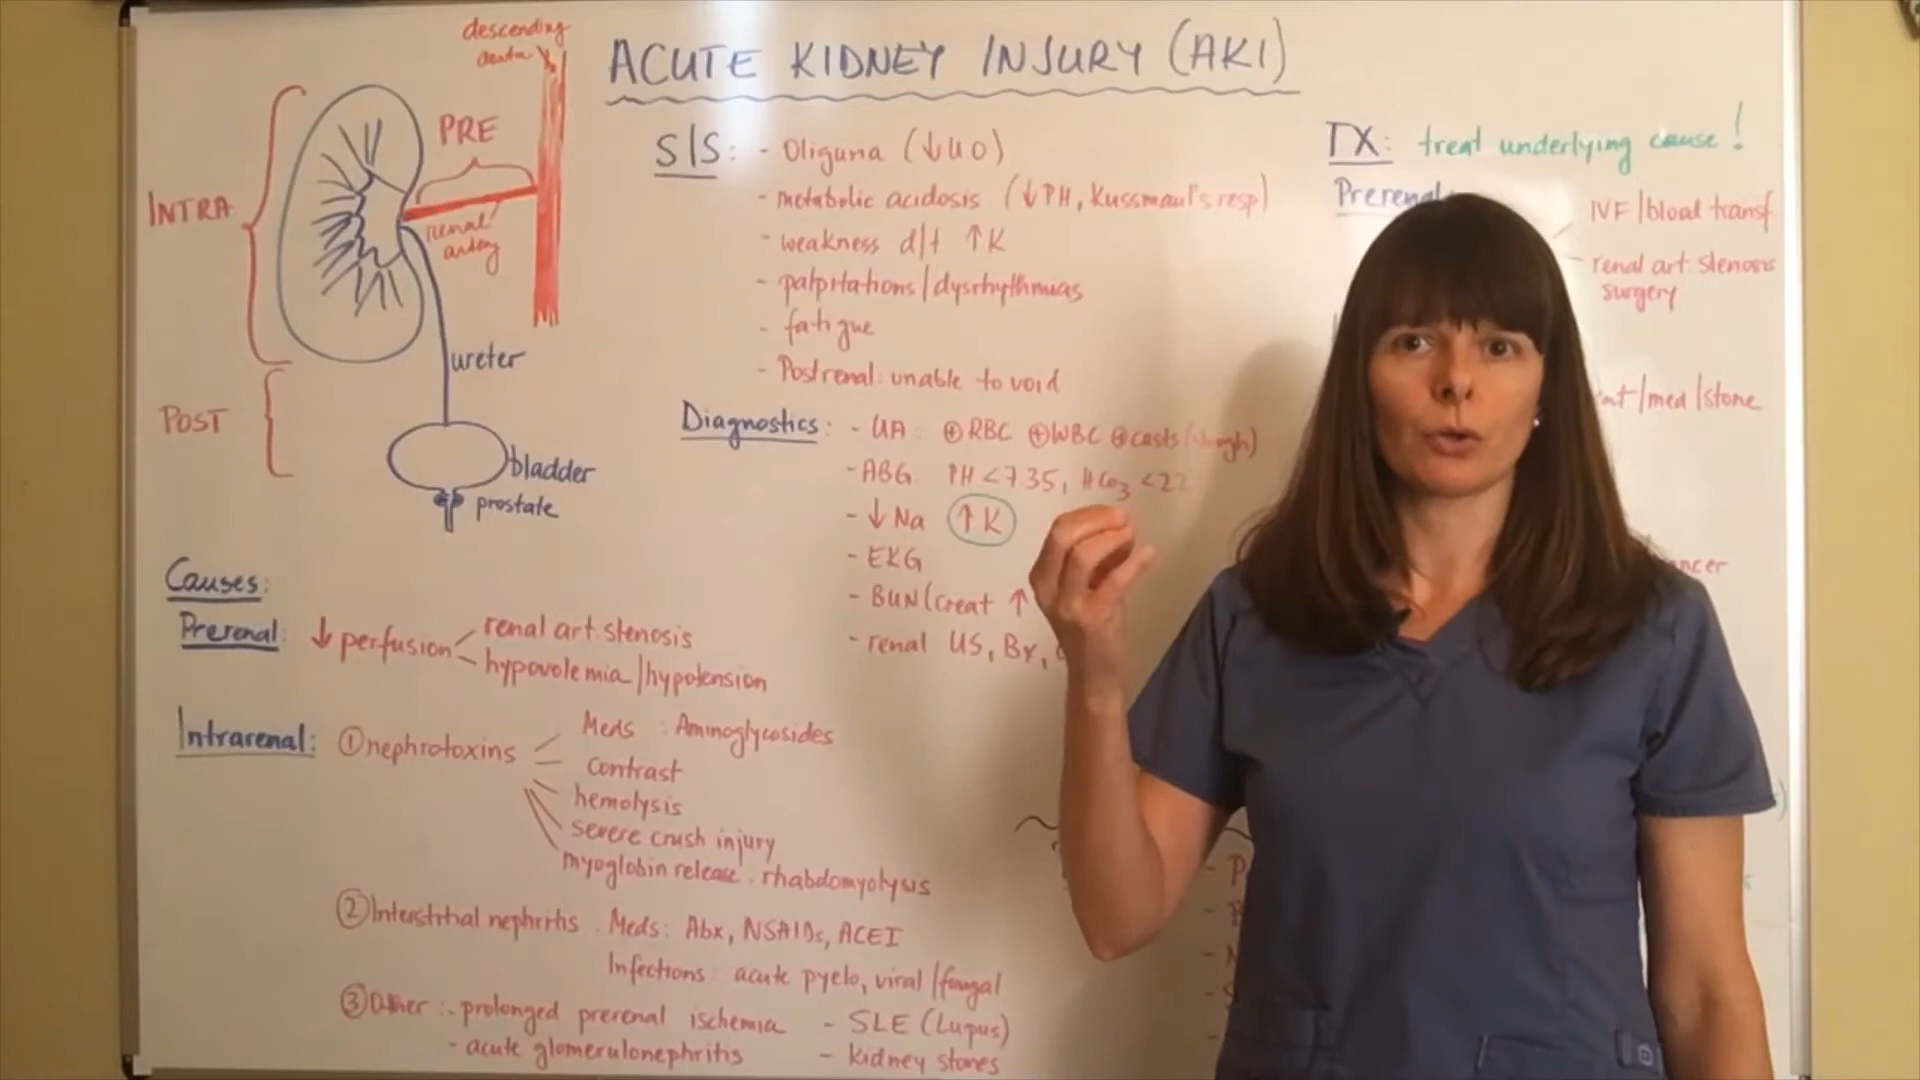 ACUTE KIDNEY INJURY (AKI)
descending
aorta
PRE
INTRA
renal
artery
ureter
POST
bladder
prostate
S|S: - Oliguria (↓UO)
- metabolic acidosis (↓PH, Kussmaul's resp)
- weakness d/t ↑K
- palpitations/dysrhythmias
- fatigue
- Postrenal: unable to void
Diagnostics: - UA: ⊕RBC ⊕WBC ⊕casts
- ABG PH <7.35, HCO3 <22
- ↓Na ↑K
- EKG
- BUN/creat ↑
- renal US, Bx,
TX: treat underlying cause!
Prerenal
IVF/blood transf
renal art stenosis
surgery
/med/stone
Causes:
Prerenal: ↓ perfusion
renal art. stenosis
hypovolemia/hypotension
Intrarenal: ① nephrotoxins
Meds: Aminoglycosides
contrast
hemolysis
severe crush injury
myoglobin release. rhabdomyolysis
② Interstitial nephritis. Meds: Abx, NSAIDs, ACEI
Infections: acute pyelo, viral/fungal
③ Other: - prolonged prerenal ischemia - SLE (Lupus)
- acute glomerulonephritis - kidney stones